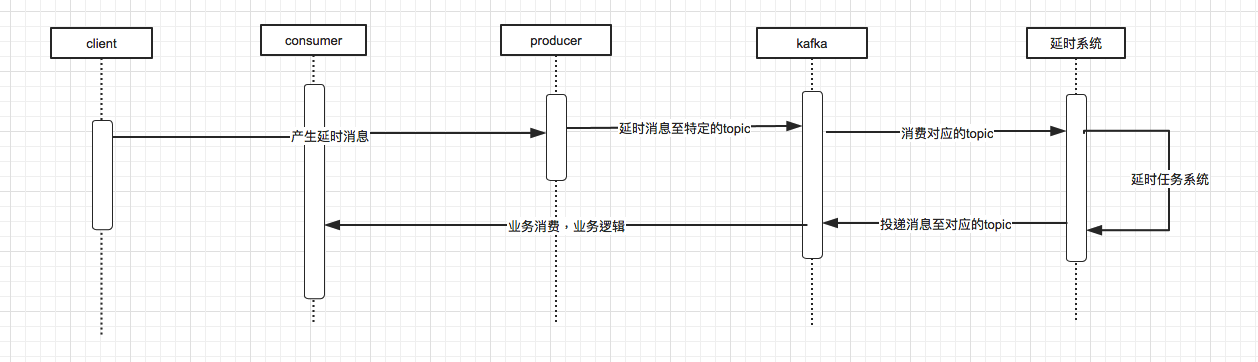 client
consumer
producer
kafka
延时系统
产生延时消息
延时消息至特定的topic
消费对应的topic
延时任务系统
业务消费，业务逻辑
投递消息至对应的topic